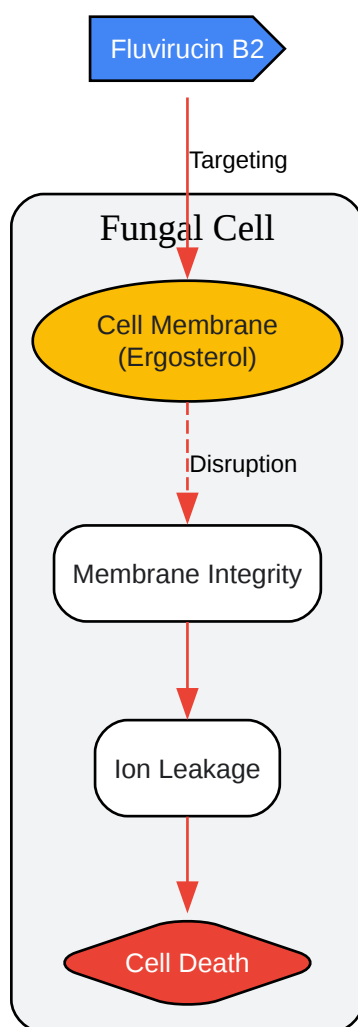 Fluvirucin B2
Targeting
Fungal Cell
Cell Membrane
(Ergosterol)
Disruption
Membrane Integrity
Ion Leakage
Cell Death